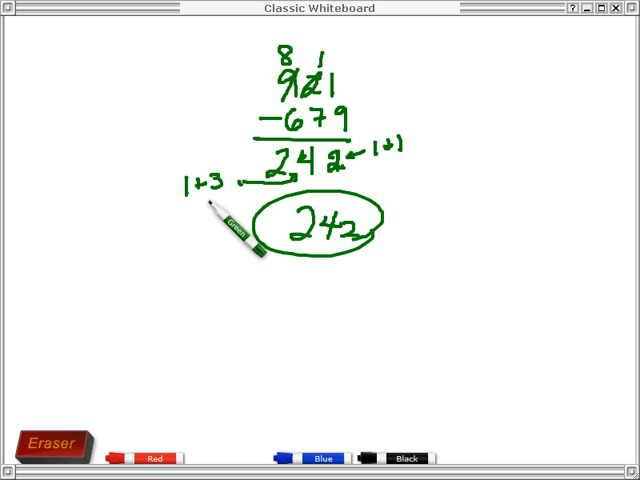 Classic Whiteboard
8 1
921
-679
242 1+1
1+3
242
Green
Eraser
Red
Blue
Black